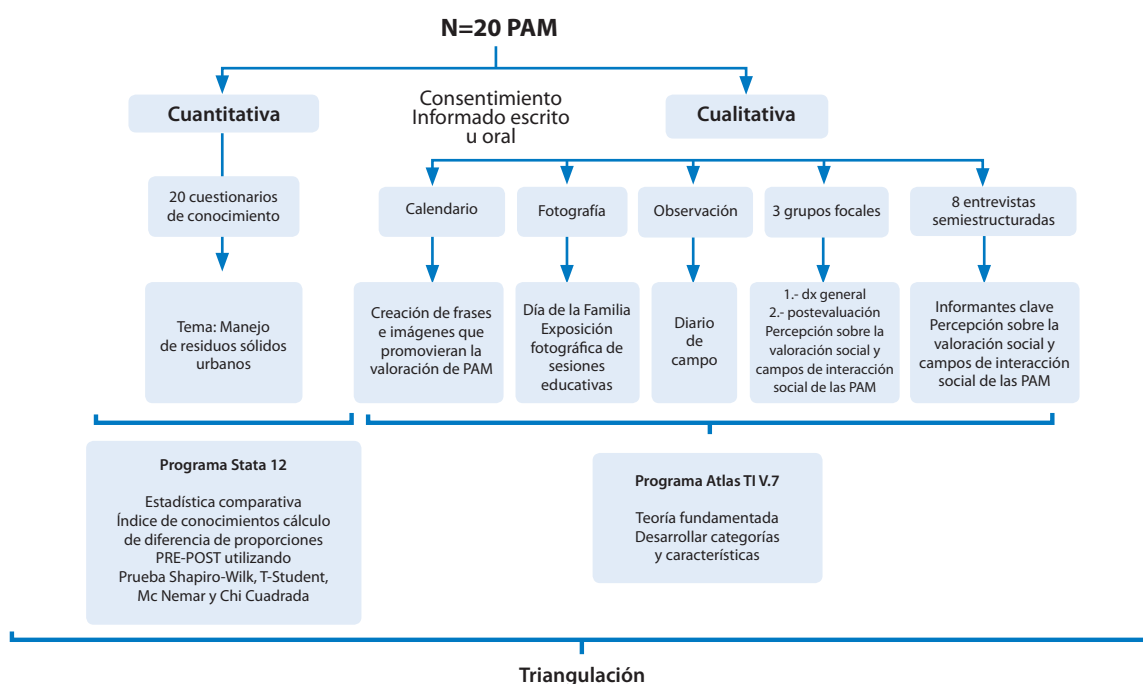 N=20 PAM
Cuantitativa
Consentimiento
Informado escrito
u oral
Cualitativa
20 cuestionarios
de conocimiento
Calendario
Fotografía
Observación
3 grupos focales
8 entrevistas
semiestructuradas
Tema: Manejo
de residuos sólidos
urbanos
Creación de frases
e imágenes que
promovieran la
valoración de PAM
Día de la Familia
Exposición
fotográfica de
sesiones
educativas
Diario
de
campo
1.- dx general
2.- postevaluación
Percepción sobre la
valoración social y
campos de interacción
social de las PAM
Informantes clave
Percepción sobre la
valoración social y
campos de interacción
social de las PAM
Programa Stata 12
Estadística comparativa
Índice de conocimientos cálculo
de diferencia de proporciones
PRE-POST utilizando
Prueba Shapiro-Wilk, T-Student,
Mc Nemar y Chi Cuadrada
Programa Atlas TI V.7
Teoría fundamentada
Desarrollar categorías
y características
Triangulación